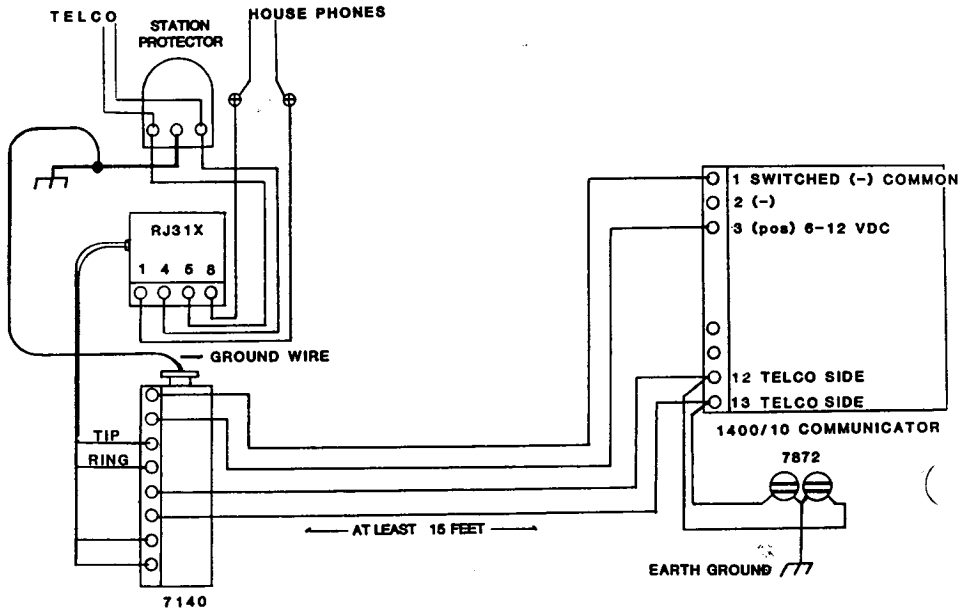 TELCO
STATION
PROTECTOR
HOUSE PHONES
RJ31X
1 4 5 8
GROUND WIRE
TIP
RING
7140
AT LEAST 15 FEET
1 SWITCHED (-) COMMON
2 (-)
3 (pos) 6-12 VDC
12 TELCO SIDE
13 TELCO SIDE
1400/10 COMMUNICATOR
7872
EARTH GROUND